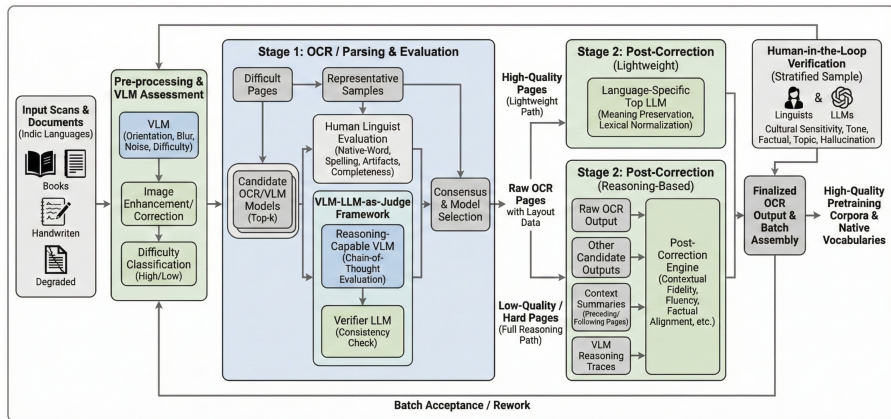 Input Scans &
Documents
(Indic Languages)
Books
Handwriten
Degraded
Pre-processing &
VLM Assessment
VLM
(Orientation, Blur,
Noise, Difficulty)
Image
Enhancement/
Correction
Difficulty
Classification
(High/Low)
Stage 1: OCR / Parsing & Evaluation
Difficult
Pages
Representative
Samples
Human Linguist
Evaluation
(Native-Word,
Spelling, Artifacts,
Completeness)
Candidate
OCR/VLM
Models
(Top-k)
VLM-LLM-as-Judge
Framework
Reasoning-
Capable VLM
(Chain-of-
Thought
Evaluation)
Verifier LLM
(Consistency
Check)
Consensus
& Model
Selection
High-Quality
Pages
(Lightweight
Path)
Raw OCR
Pages
with Layout
Data
Low-Quality /
Hard Pages
(Full Reasoning
Path)
Stage 2: Post-Correction
(Lightweight)
Language-Specific
Top LLM
(Meaning Preservation,
Lexical Normalization)
Stage 2: Post-Correction
(Reasoning-Based)
Raw OCR
Output
Other
Candidate
Outputs
Context
Summaries
(Preceding/
Following Pages)
VLM
Reasoning
Traces
Post-
Correction
Engine
(Contextual
Fidelity,
Fluency,
Factual
Alignment, etc.)
Human-in-the-Loop
Verification
(Stratified Sample)
&
Linguists
LLMs
Cultural Sensitivity, Tone,
Factual, Topic, Hallucination
Finalized
OCR
Output &
Batch
Assembly
High-Quality
Pretraining
Corpora &
Native
Vocabularies
Batch Acceptance / Rework